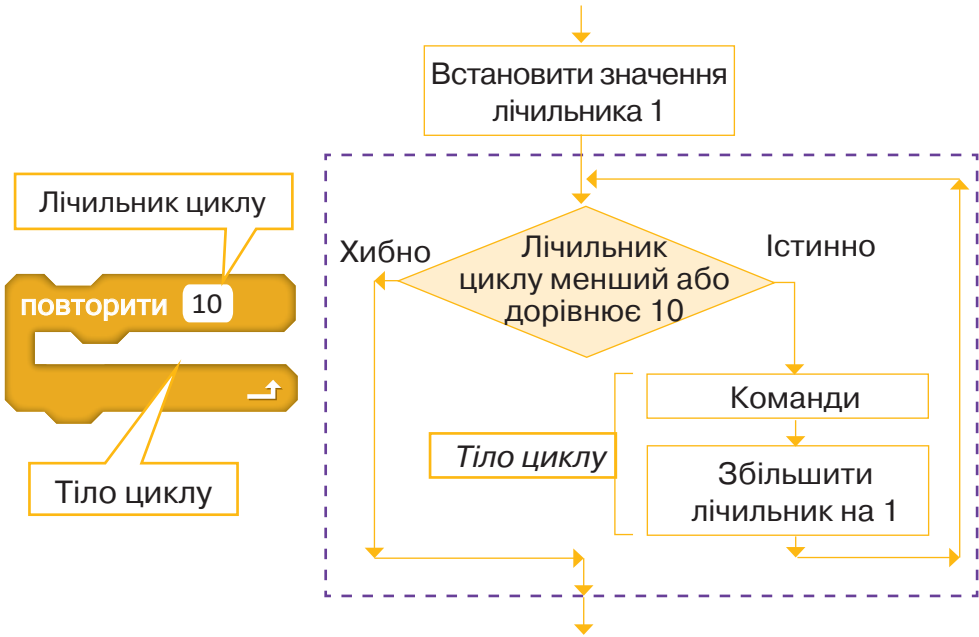 Встановити значення
лічильника 1
Лічильник циклу
повторити 10
Тіло циклу
Хибно
Лічильник
циклу менший або
дорівнює 10
Істинно
Команди
Тіло циклу
Збільшити
лічильник на 1